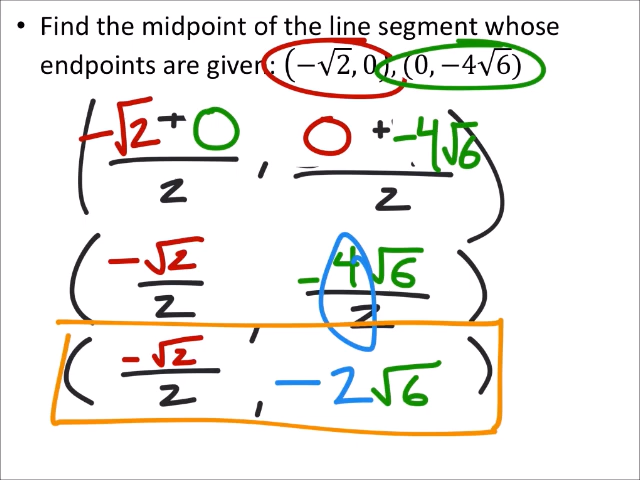 • Find the midpoint of the line segment whose
endpoints are given: (−√2, 0), (0, −4√6)
(−√2 + 0 / 2 , 0 + −4√6 / 2)
(−√2 / 2 , −4√6 / 2)
(−√2 / 2 , −2√6)